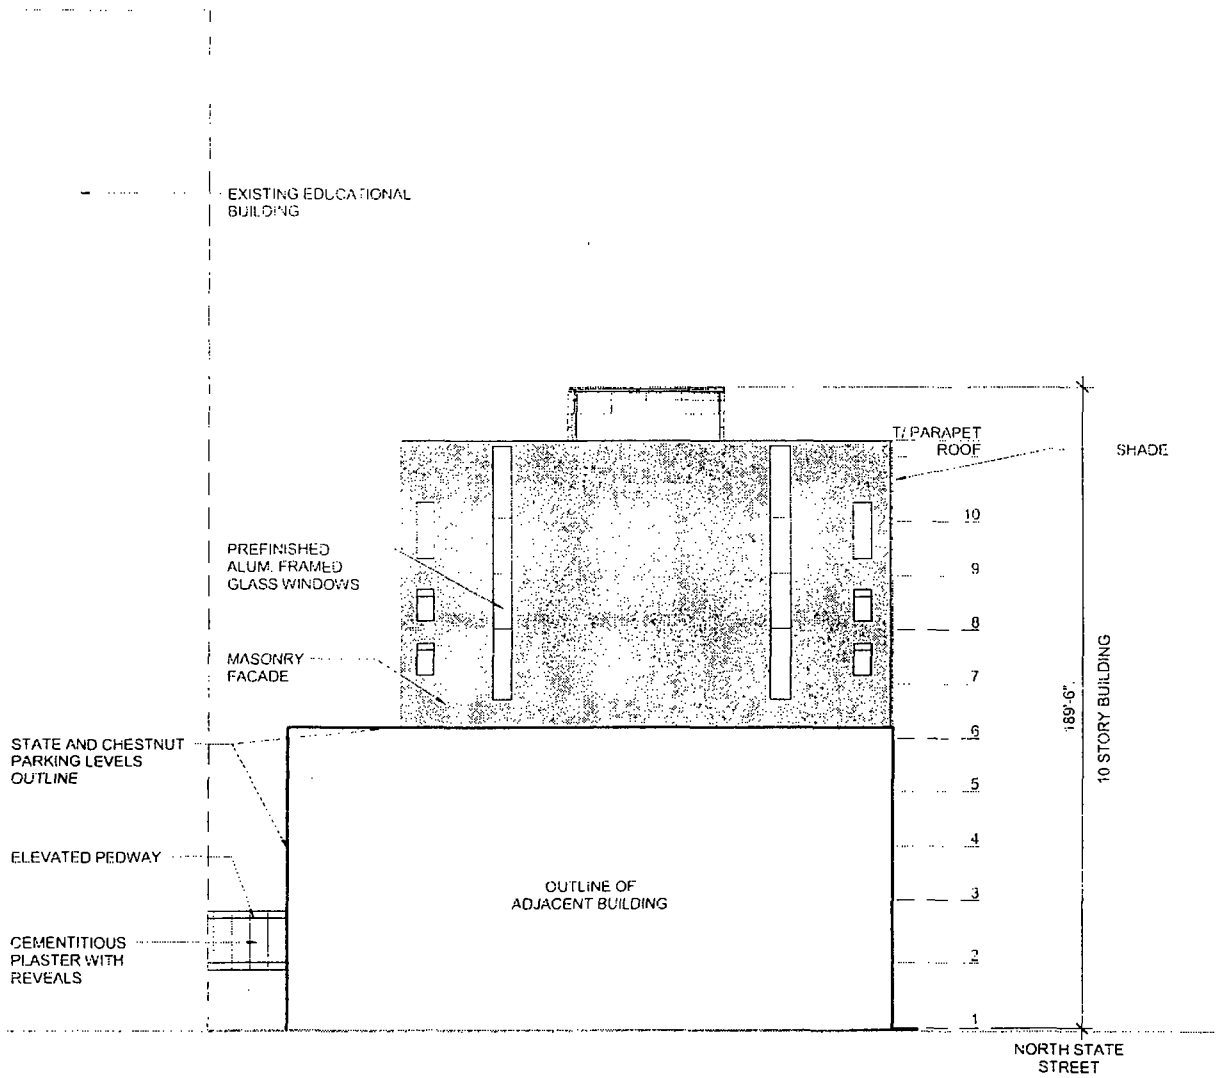 EXISTING EDUCATIONAL
BUILDING
T/ PARAPET
ROOF
SHADE
10
PREFINISHED
ALUM. FRAMED
GLASS WINDOWS
9
8
MASONRY
FACADE
7
STATE AND CHESTNUT
PARKING LEVELS
OUTLINE
6
189'-6"
10 STORY BUILDING
5
4
ELEVATED PEDWAY
OUTLINE OF
ADJACENT BUILDING
3
CEMENTITIOUS
PLASTER WITH
REVEALS
2
1
NORTH STATE
STREET